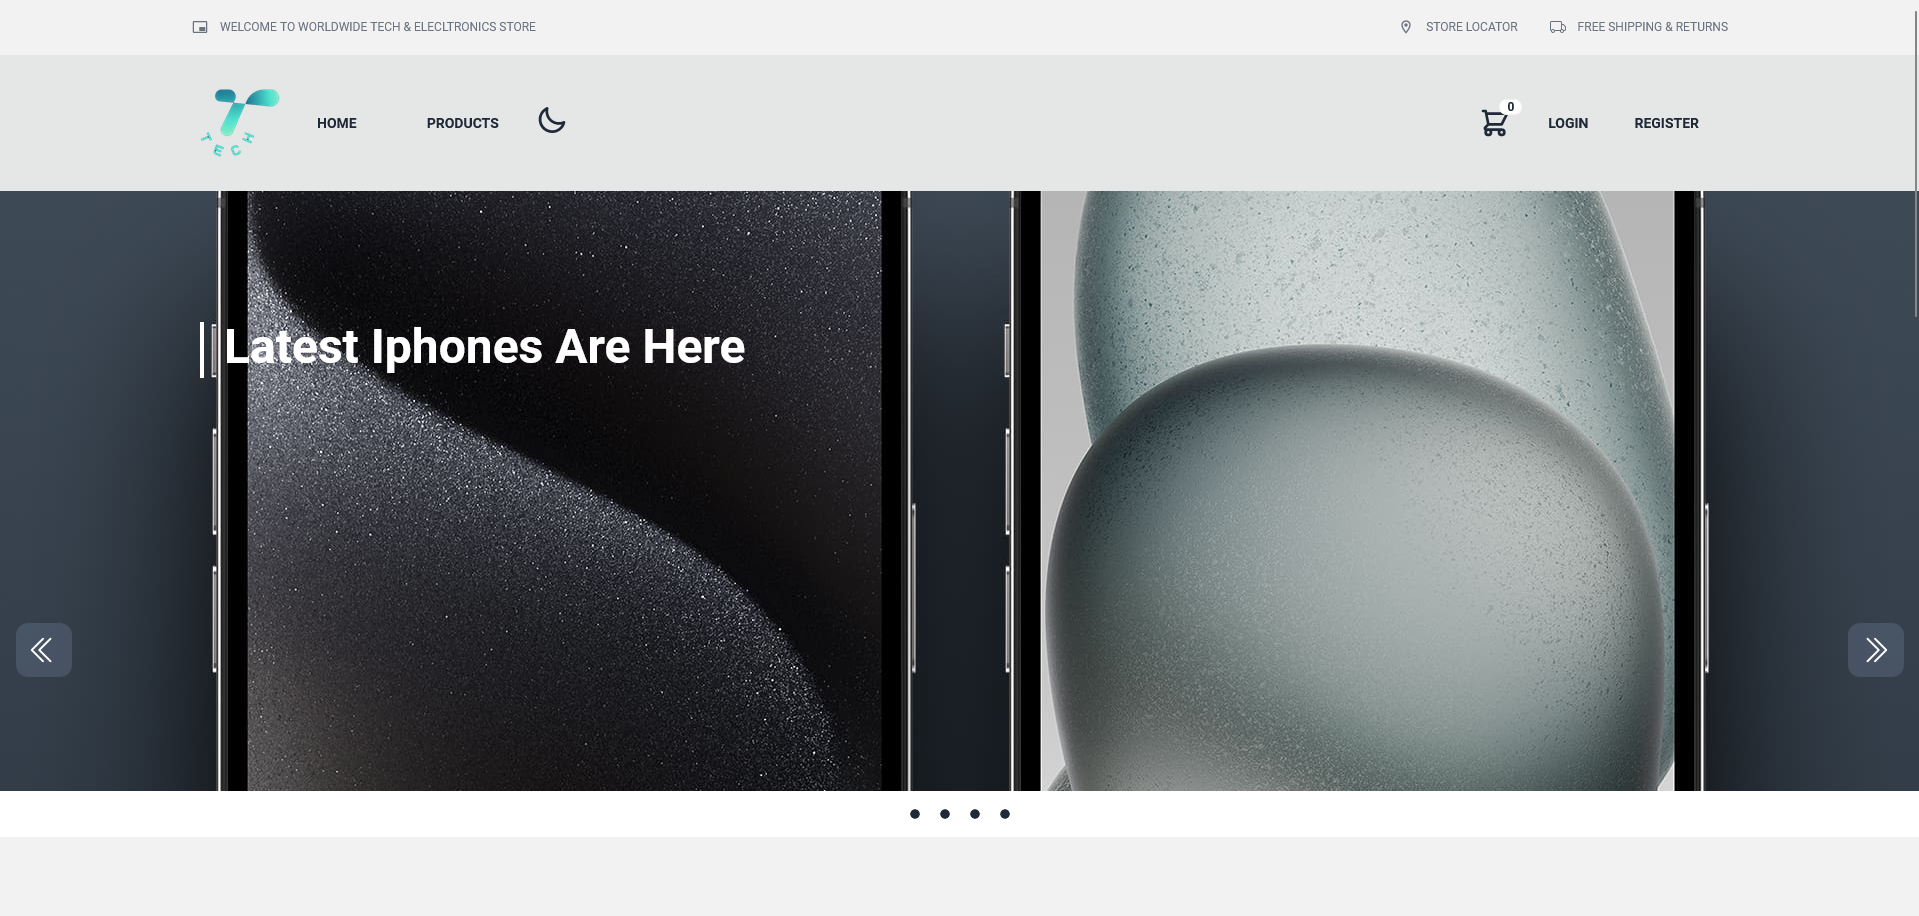 WELCOME TO WORLDWIDE TECH & ELECLTRONICS STORE
STORE LOCATOR
FREE SHIPPING & RETURNS
TECH
HOME
PRODUCTS
0
LOGIN
REGISTER
Latest Iphones Are Here